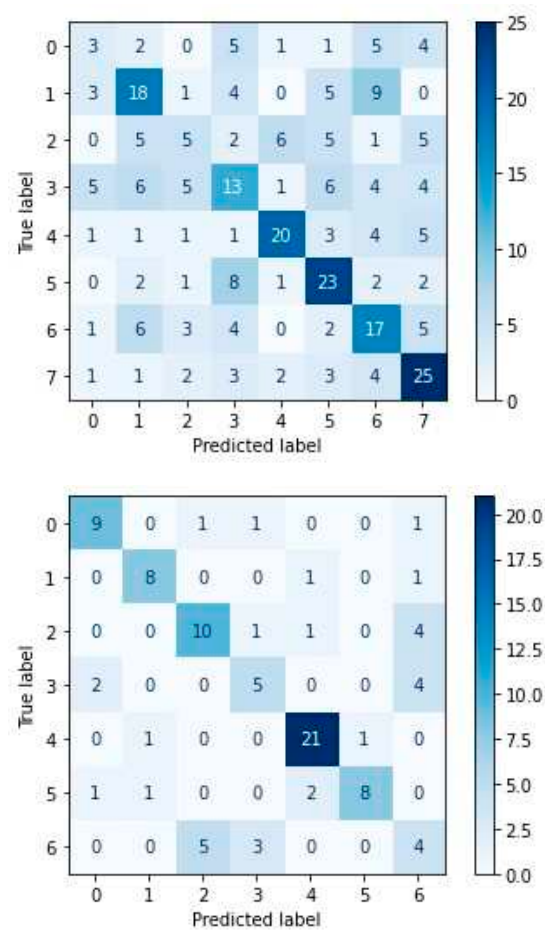 0 3 2 0 5 1 1 5 4 25
1 3 18 1 4 0 5 9 0 20
2 0 5 5 2 6 5 1 5
3 5 6 5 13 1 6 4 4 15
4 1 1 1 1 20 3 4 5 10
5 0 2 1 8 1 23 2 2
6 1 6 3 4 0 2 17 5 5
7 1 1 2 3 2 3 4 25 0
0 1 2 3 4 5 6 7
True label
Predicted label
0 9 0 1 1 0 0 1 20.0
1 0 8 0 0 1 0 1 17.5
2 0 0 10 1 1 0 4 15.0
12.5
3 2 0 0 5 0 0 4 10.0
4 0 1 0 0 21 1 0 7.5
5 1 1 0 0 2 8 0 5.0
6 0 0 5 3 0 0 4 2.5
0.0
0 1 2 3 4 5 6
True label
Predicted label